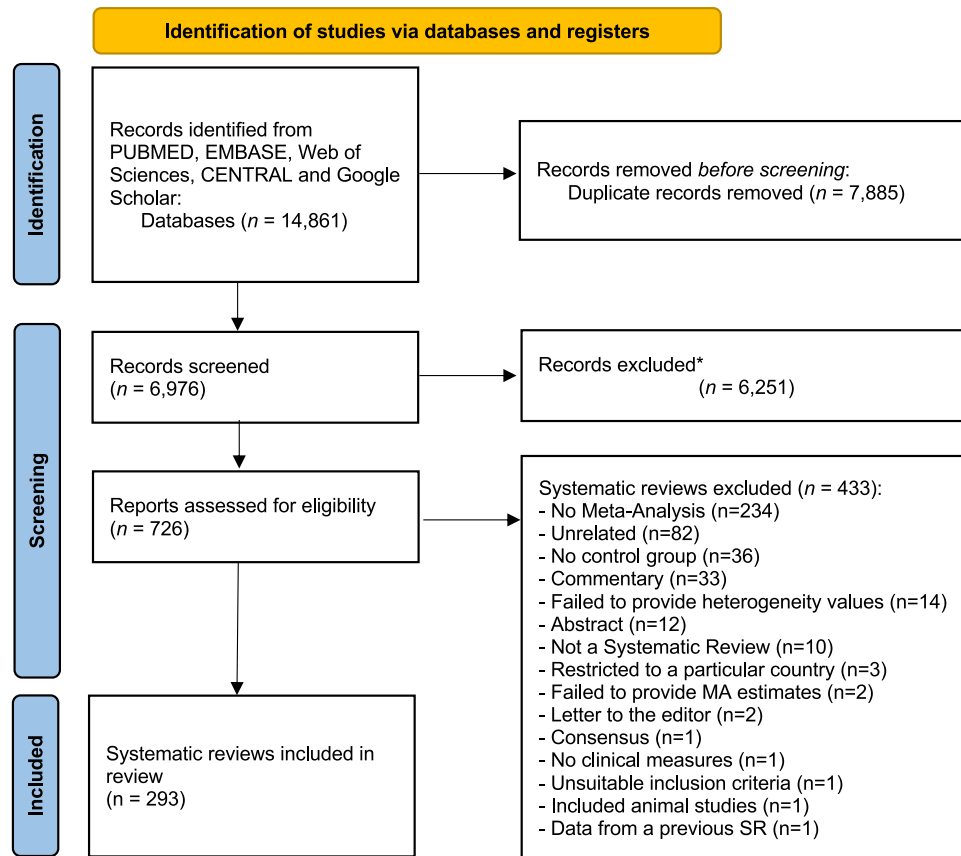 Identification of studies via databases and registers
Identification
Records identified from
PUBMED, EMBASE, Web of
Sciences, CENTRAL and Google
Scholar:
Databases (n = 14,861)
Records removed before screening:
Duplicate records removed (n = 7,885)
Screening
Records screened
(n = 6,976)
Records excluded*
(n = 6,251)
Reports assessed for eligibility
(n = 726)
Systematic reviews excluded (n = 433):
- No Meta-Analysis (n=234)
- Unrelated (n=82)
- No control group (n=36)
- Commentary (n=33)
- Failed to provide heterogeneity values (n=14)
- Abstract (n=12)
- Not a Systematic Review (n=10)
- Restricted to a particular country (n=3)
- Failed to provide MA estimates (n=2)
- Letter to the editor (n=2)
- Consensus (n=1)
- No clinical measures (n=1)
- Unsuitable inclusion criteria (n=1)
- Included animal studies (n=1)
- Data from a previous SR (n=1)
Included
Systematic reviews included in
review
(n = 293)